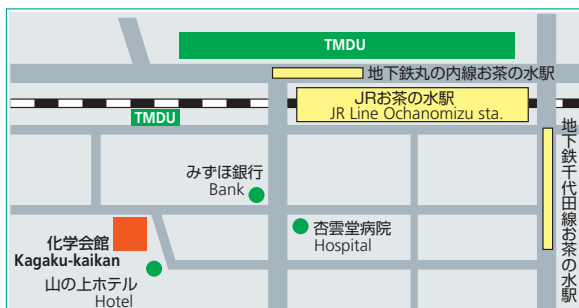 TMDU
地下鉄丸の内線お茶の水駅
JRお茶の水駅
JR Line Ochanomizu sta.
TMDU
地下鉄千代田線お茶の水駅
みずほ銀行
Bank
杏雲堂病院
Hospital
化学会館
Kagaku-kaikan
山の上ホテル
Hotel